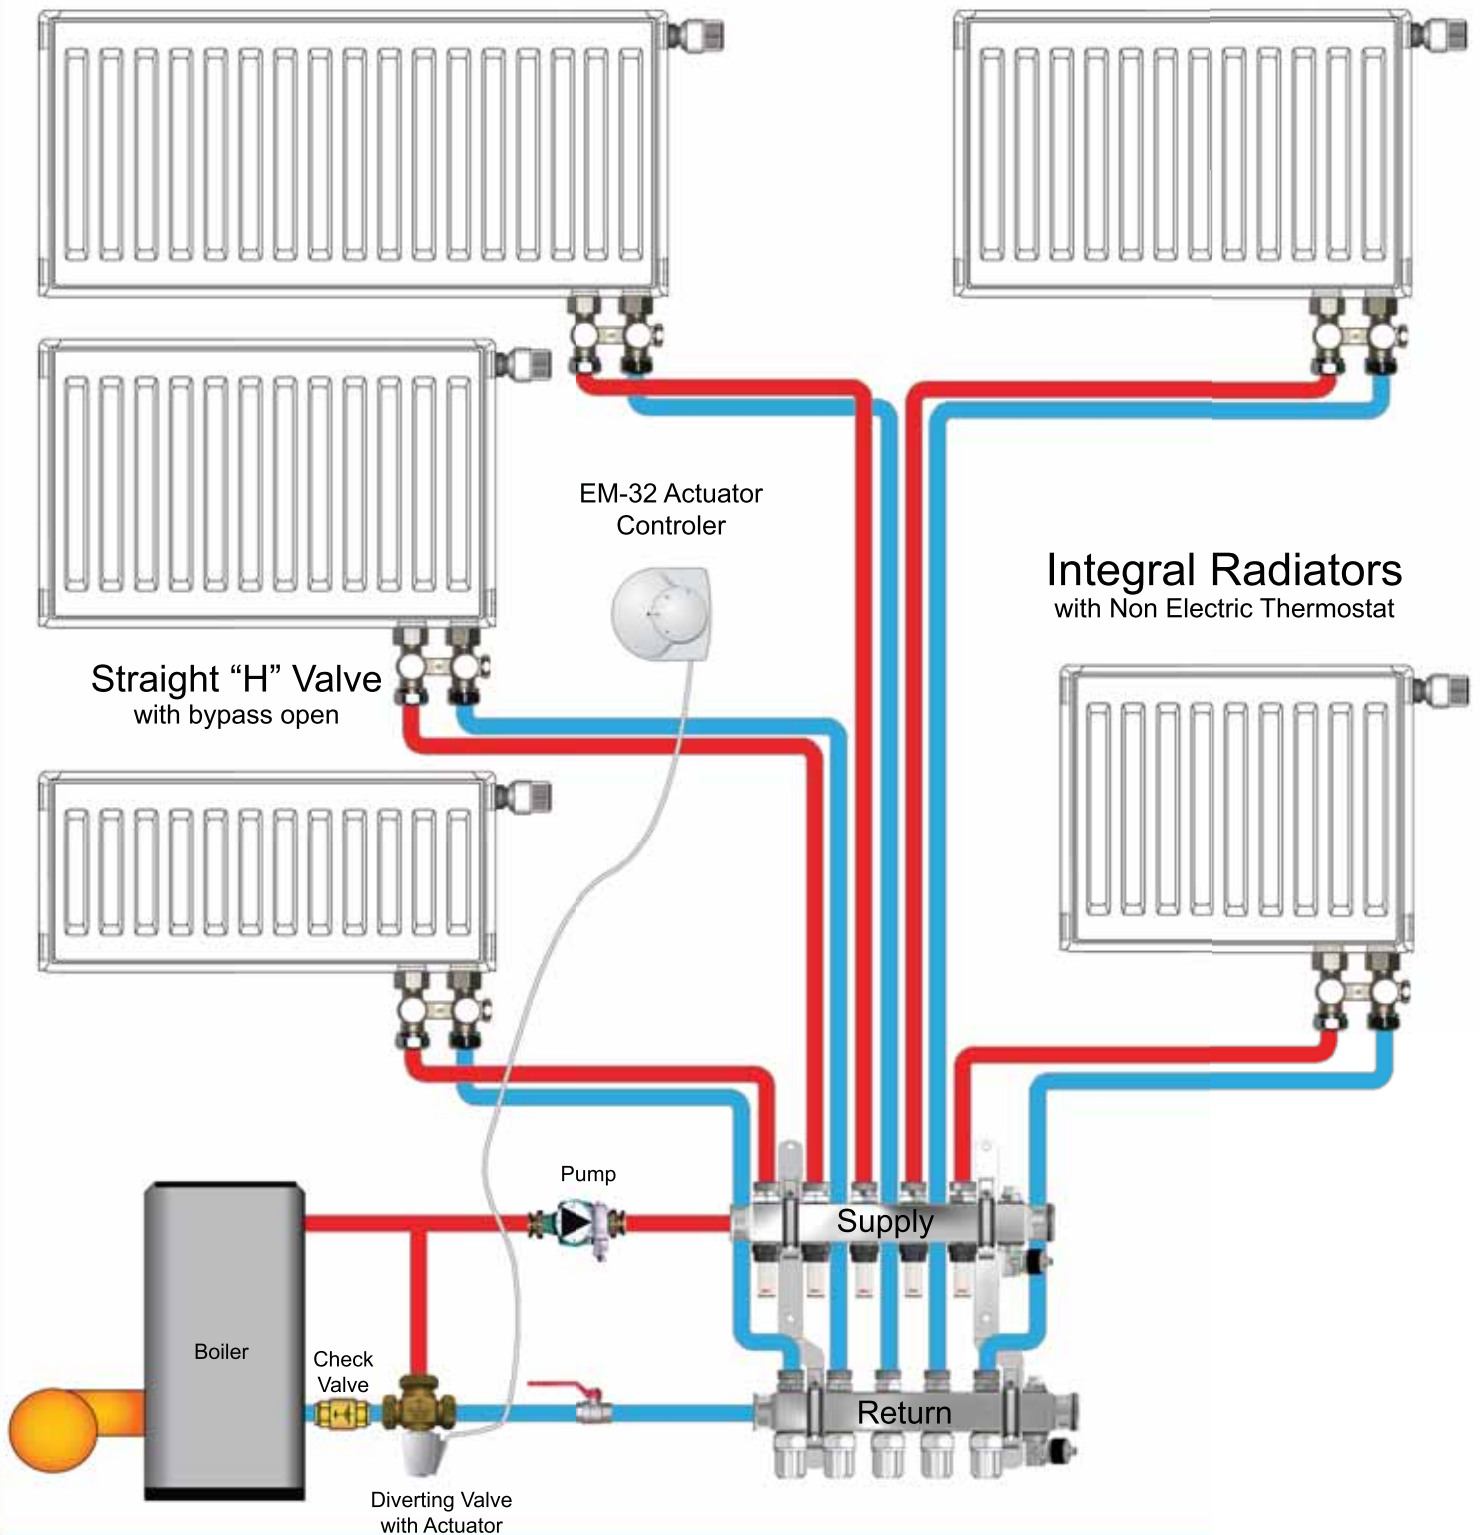 EM-32 Actuator
Controler
Integral Radiators
with Non Electric Thermostat
Straight “H” Valve
with bypass open
Pump
Supply
Boiler
Check
Valve
Return
Diverting Valve
with Actuator